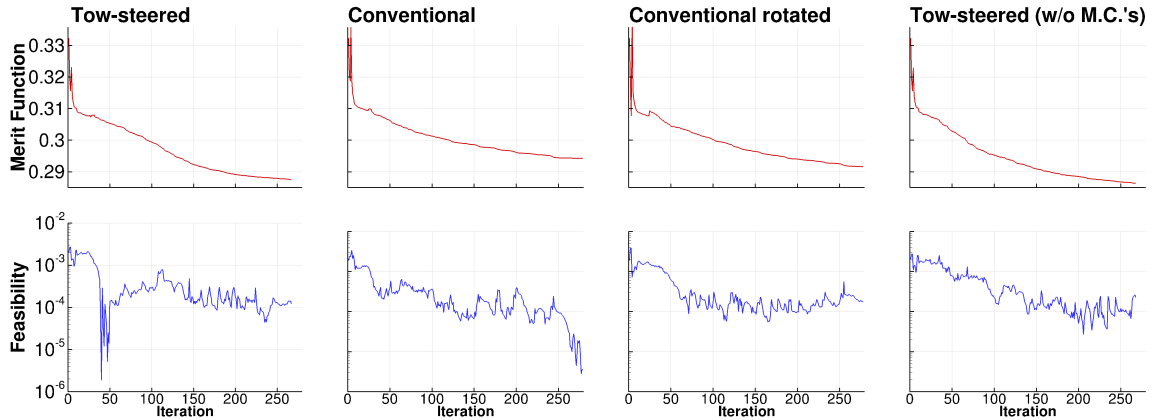 Tow-steered Conventional Conventional rotated Tow-steered (w/o M.C.'s)
Merit Function
0.33
0.32
0.31
0.3
0.29
Feasibility
10^-2
10^-3
10^-4
10^-5
10^-6
0 50 100 150 200 250 0 50 100 150 200 250 0 50 100 150 200 250 0 50 100 150 200 250
Iteration Iteration Iteration Iteration